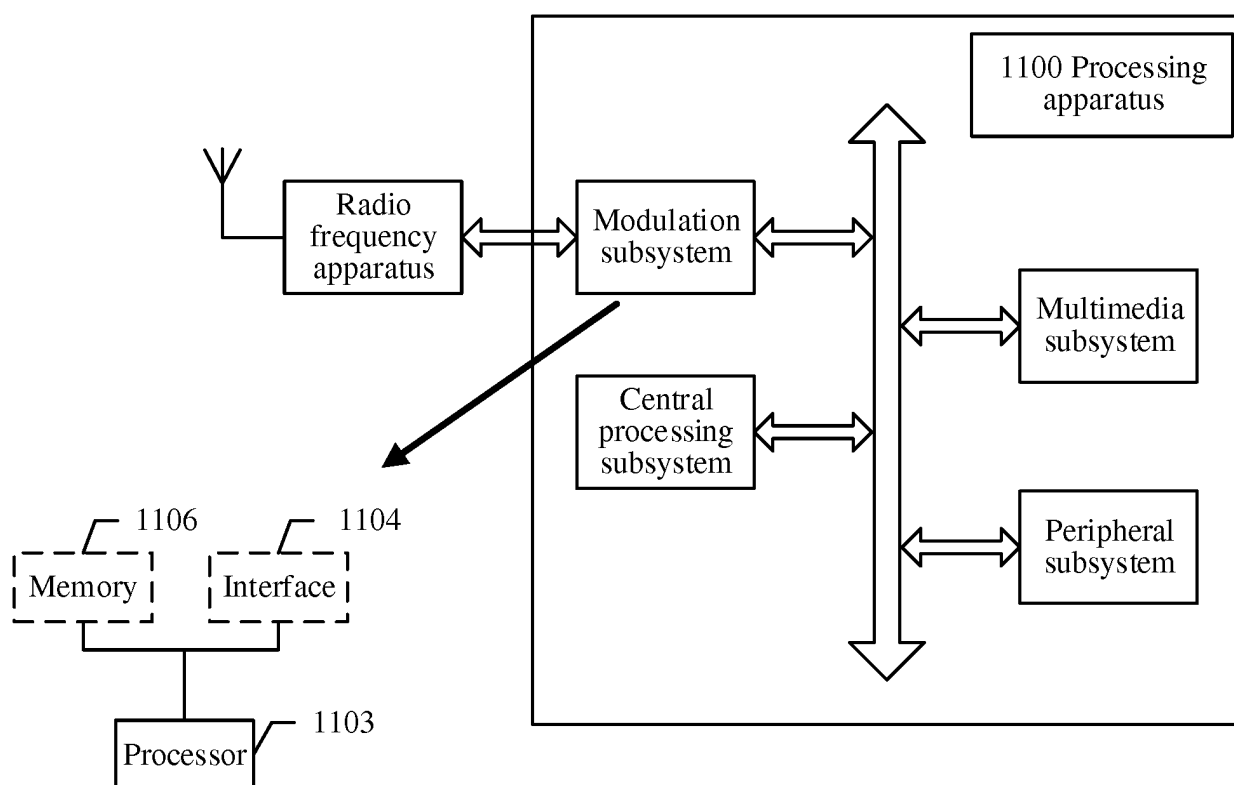 1100 Processing
apparatus
Radio
frequency
apparatus
Modulation
subsystem
Multimedia
subsystem
Central
processing
subsystem
1106
1104
Memory
Interface
Peripheral
subsystem
1103
Processor